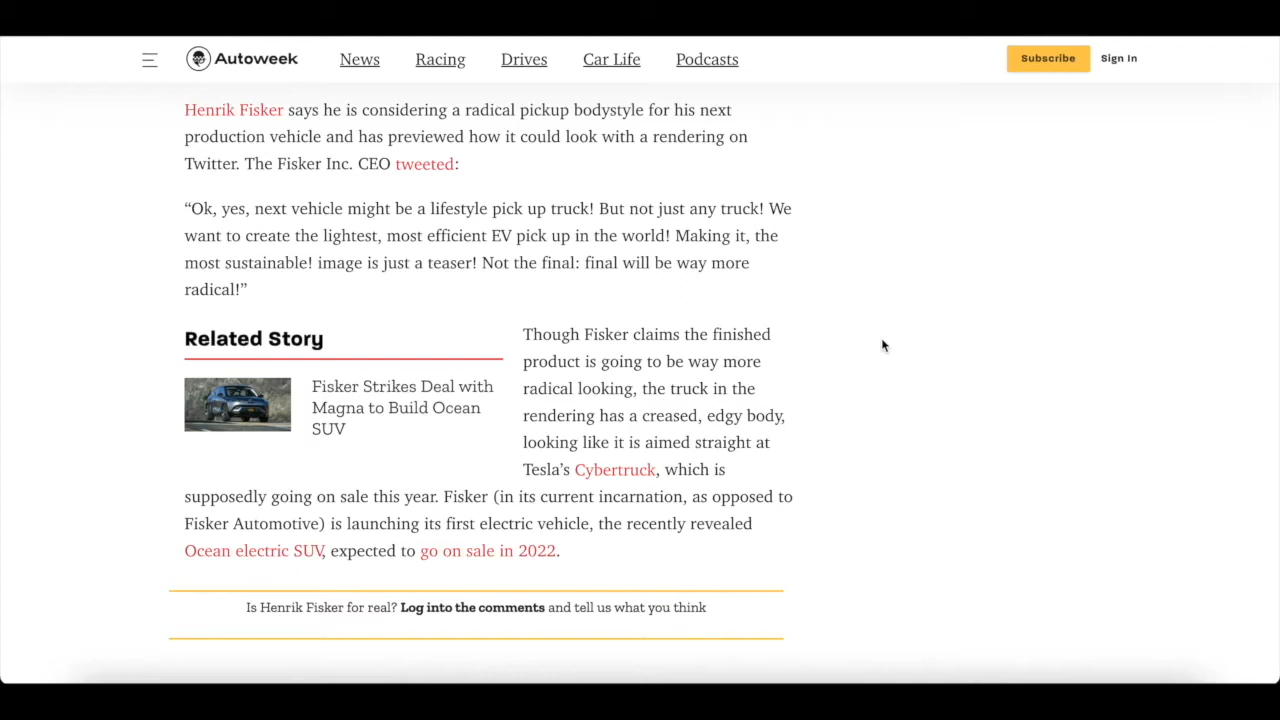 Autoweek
News
Racing
Drives
Car Life
Podcasts
Subscribe
Sign In
Henrik Fisker says he is considering a radical pickup bodystyle for his next
production vehicle and has previewed how it could look with a rendering on
Twitter. The Fisker Inc. CEO tweeted:
“Ok, yes, next vehicle might be a lifestyle pick up truck! But not just any truck! We
want to create the lightest, most efficient EV pick up in the world! Making it, the
most sustainable! image is just a teaser! Not the final: final will be way more
radical!”
Related Story
Fisker Strikes Deal with
Magna to Build Ocean
SUV
Though Fisker claims the finished
product is going to be way more
radical looking, the truck in the
rendering has a creased, edgy body,
looking like it is aimed straight at
Tesla’s Cybertruck, which is
supposedly going on sale this year. Fisker (in its current incarnation, as opposed to
Fisker Automotive) is launching its first electric vehicle, the recently revealed
Ocean electric SUV, expected to go on sale in 2022.
Is Henrik Fisker for real? Log into the comments and tell us what you think